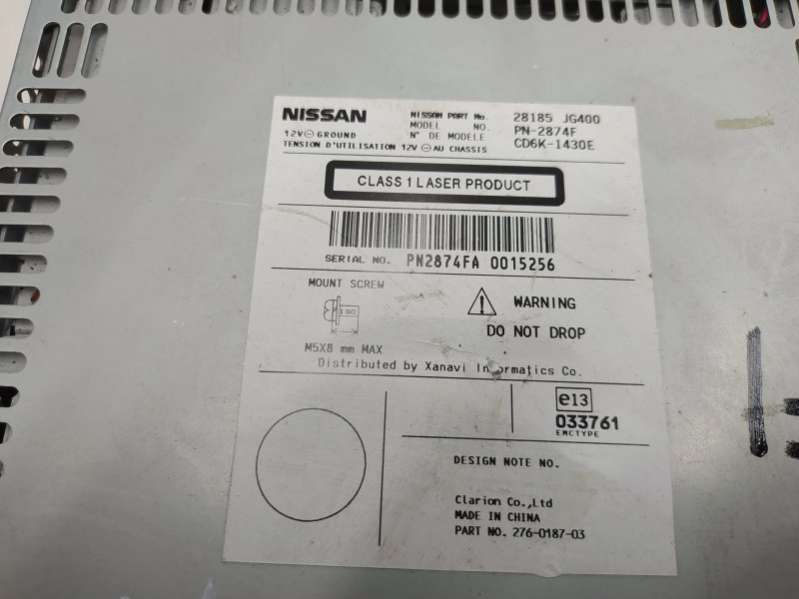 NISSAN
NISSAN PART No. 28185 JG400
MODEL NO. PN-2874F
12V⊖GROUND N° DE MODELE CD6K-1430E
TENSION D'UTILISATION 12V ⊖AU CHASSIS
CLASS 1 LASER PRODUCT
SERIAL NO. PN2874FA 0015256
MOUNT SCREW
WARNING
DO NOT DROP
M5X8 mm MAX
Distributed by Xanavi Informatics Co.
e13
033761
EMCTYPE
DESIGN NOTE NO.
Clarion Co.,Ltd
MADE IN CHINA
PART NO. 276-0187-03